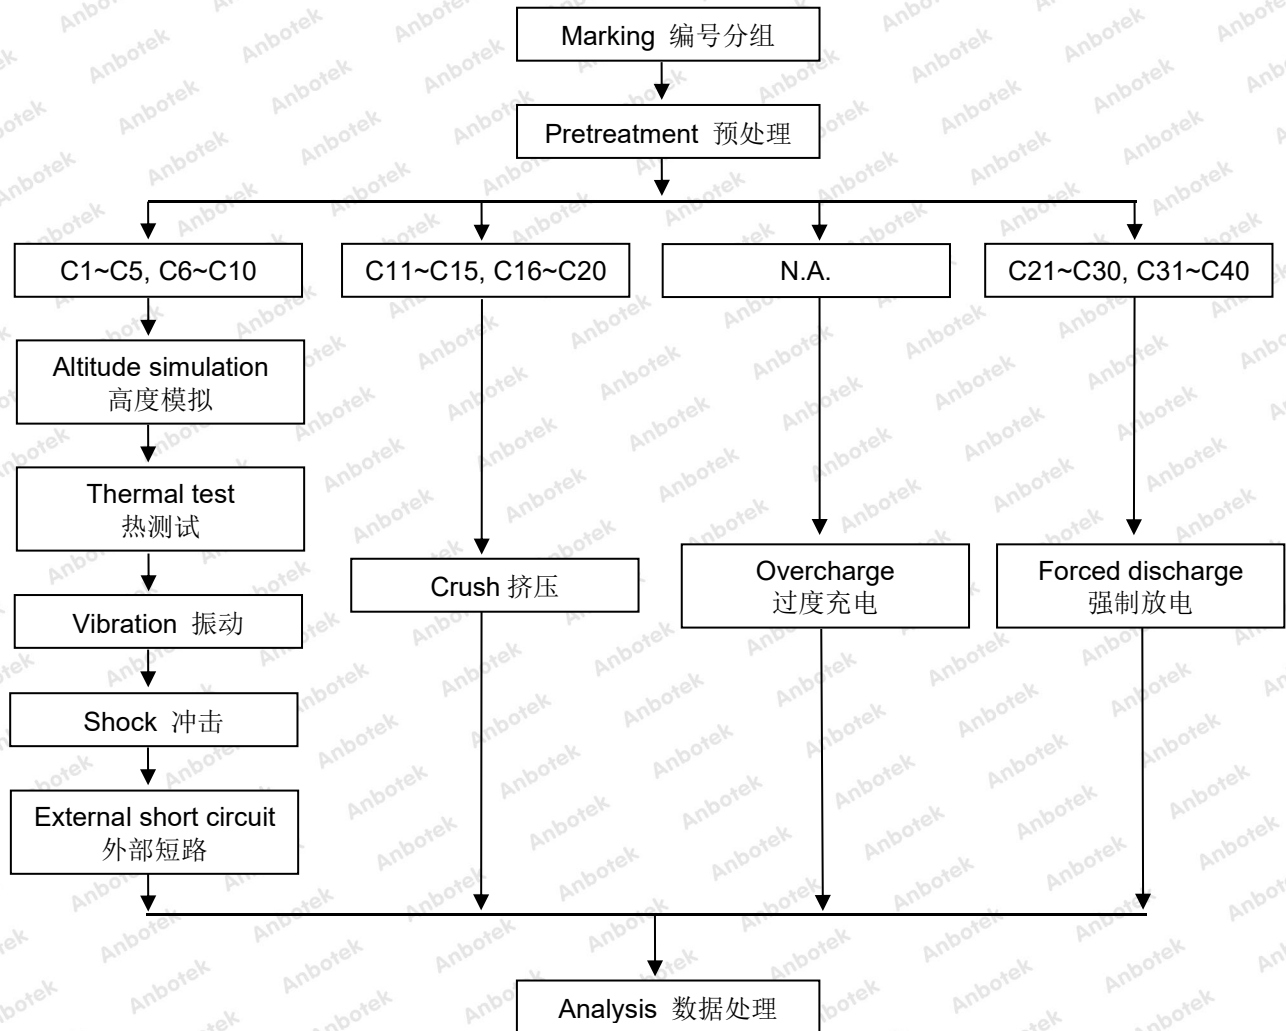 Marking 编号分组
Pretreatment 预处理
C1~C5, C6~C10
C11~C15, C16~C20
N.A.
C21~C30, C31~C40
Altitude simulation
高度模拟
Thermal test
热测试
Vibration 振动
Shock 冲击
External short circuit
外部短路
Crush 挤压
Overcharge
过度充电
Forced discharge
强制放电
Analysis 数据处理
Anbotek